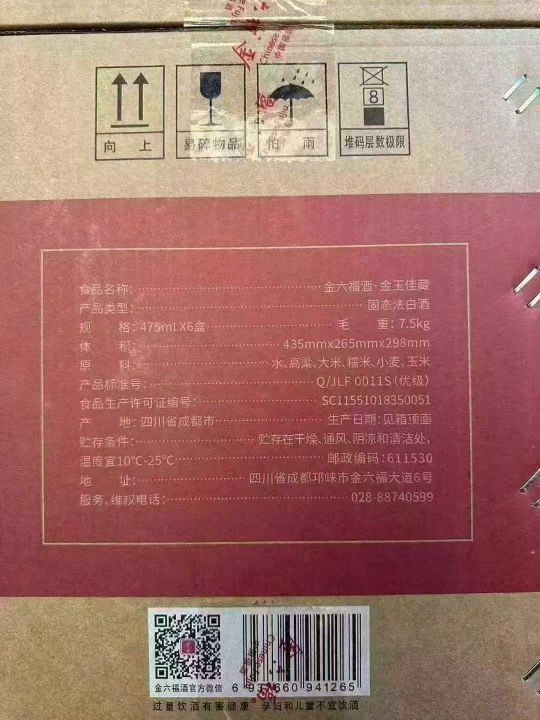 向 上
易碎物品
怕 雨
8
堆码层数极限
食品名称：金六福酒·金玉佳藏
产品类型：固态法白酒
规 格：475mLX6盒 毛 重：7.5kg
体 积：435mmx265mmx298mm
原 料：水、高粱、大米、糯米、小麦、玉米
产品标准号：Q/JLF 0011S（优级）
食品生产许可证编号：SC11551018350051
产 地：四川省成都市 生产日期：见箱顶面
贮存条件：贮存在干燥、通风、阴凉和清洁处，
温度宜10℃-25℃ 邮政编码：611530
地 址：四川省成都邛崃市金六福大道6号
服务、维权电话：028-88740599
金六福酒官方微信
941265
过量饮酒有害健康 孕妇和儿童不宜饮酒